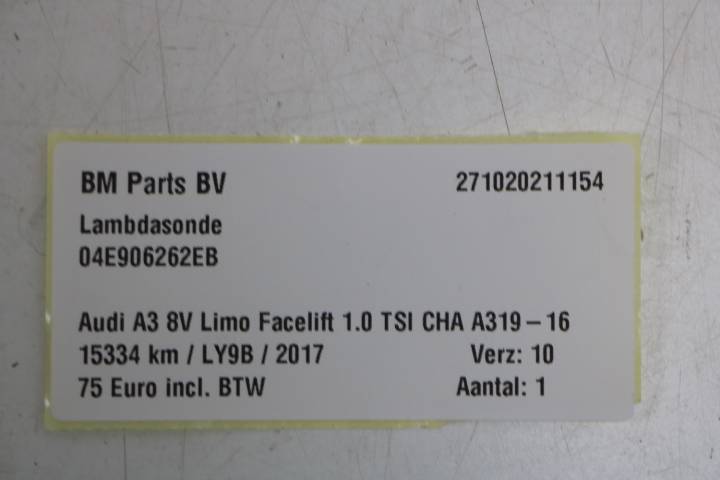 BM Parts BV 271020211154
Lambdasonde
04E906262EB
Audi A3 8V Limo Facelift 1.0 TSI CHA A319-16
15334 km / LY9B / 2017 Verz: 10
75 Euro incl. BTW Aantal: 1